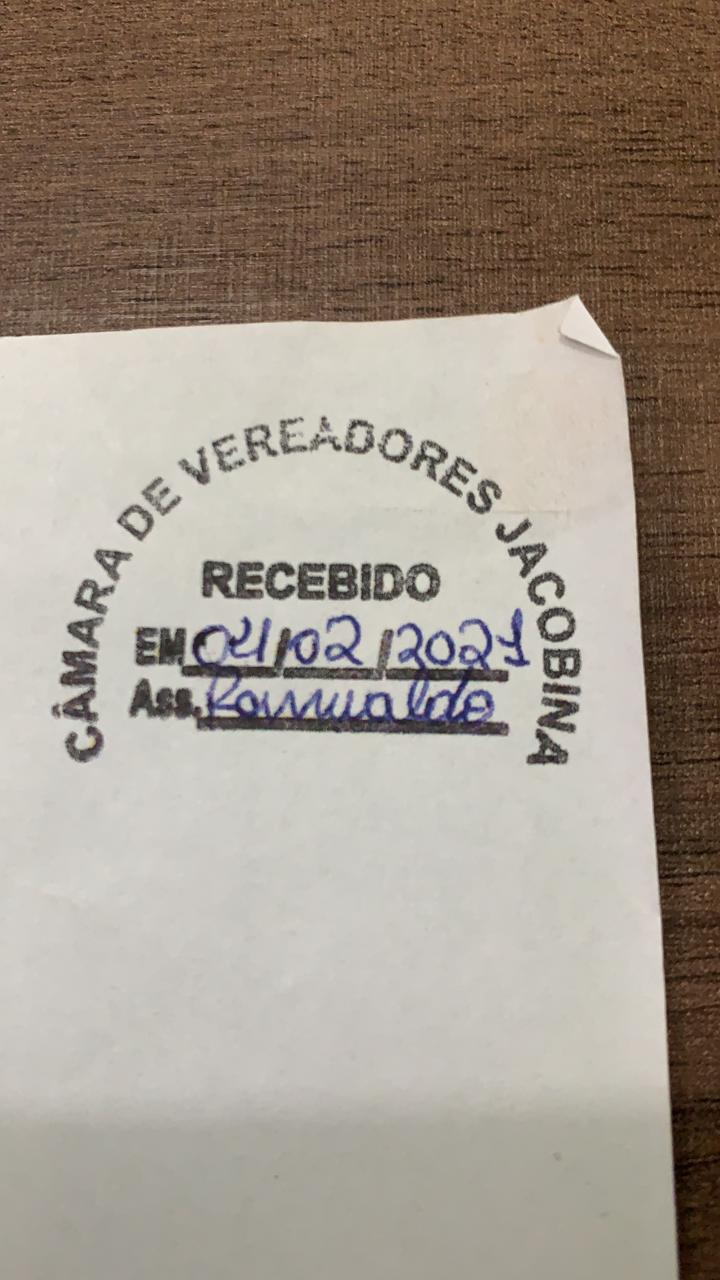 CÂMARA DE VEREADORES JACOBINA
RECEBIDO
EM 04/02/2021
Ass. Romualdo